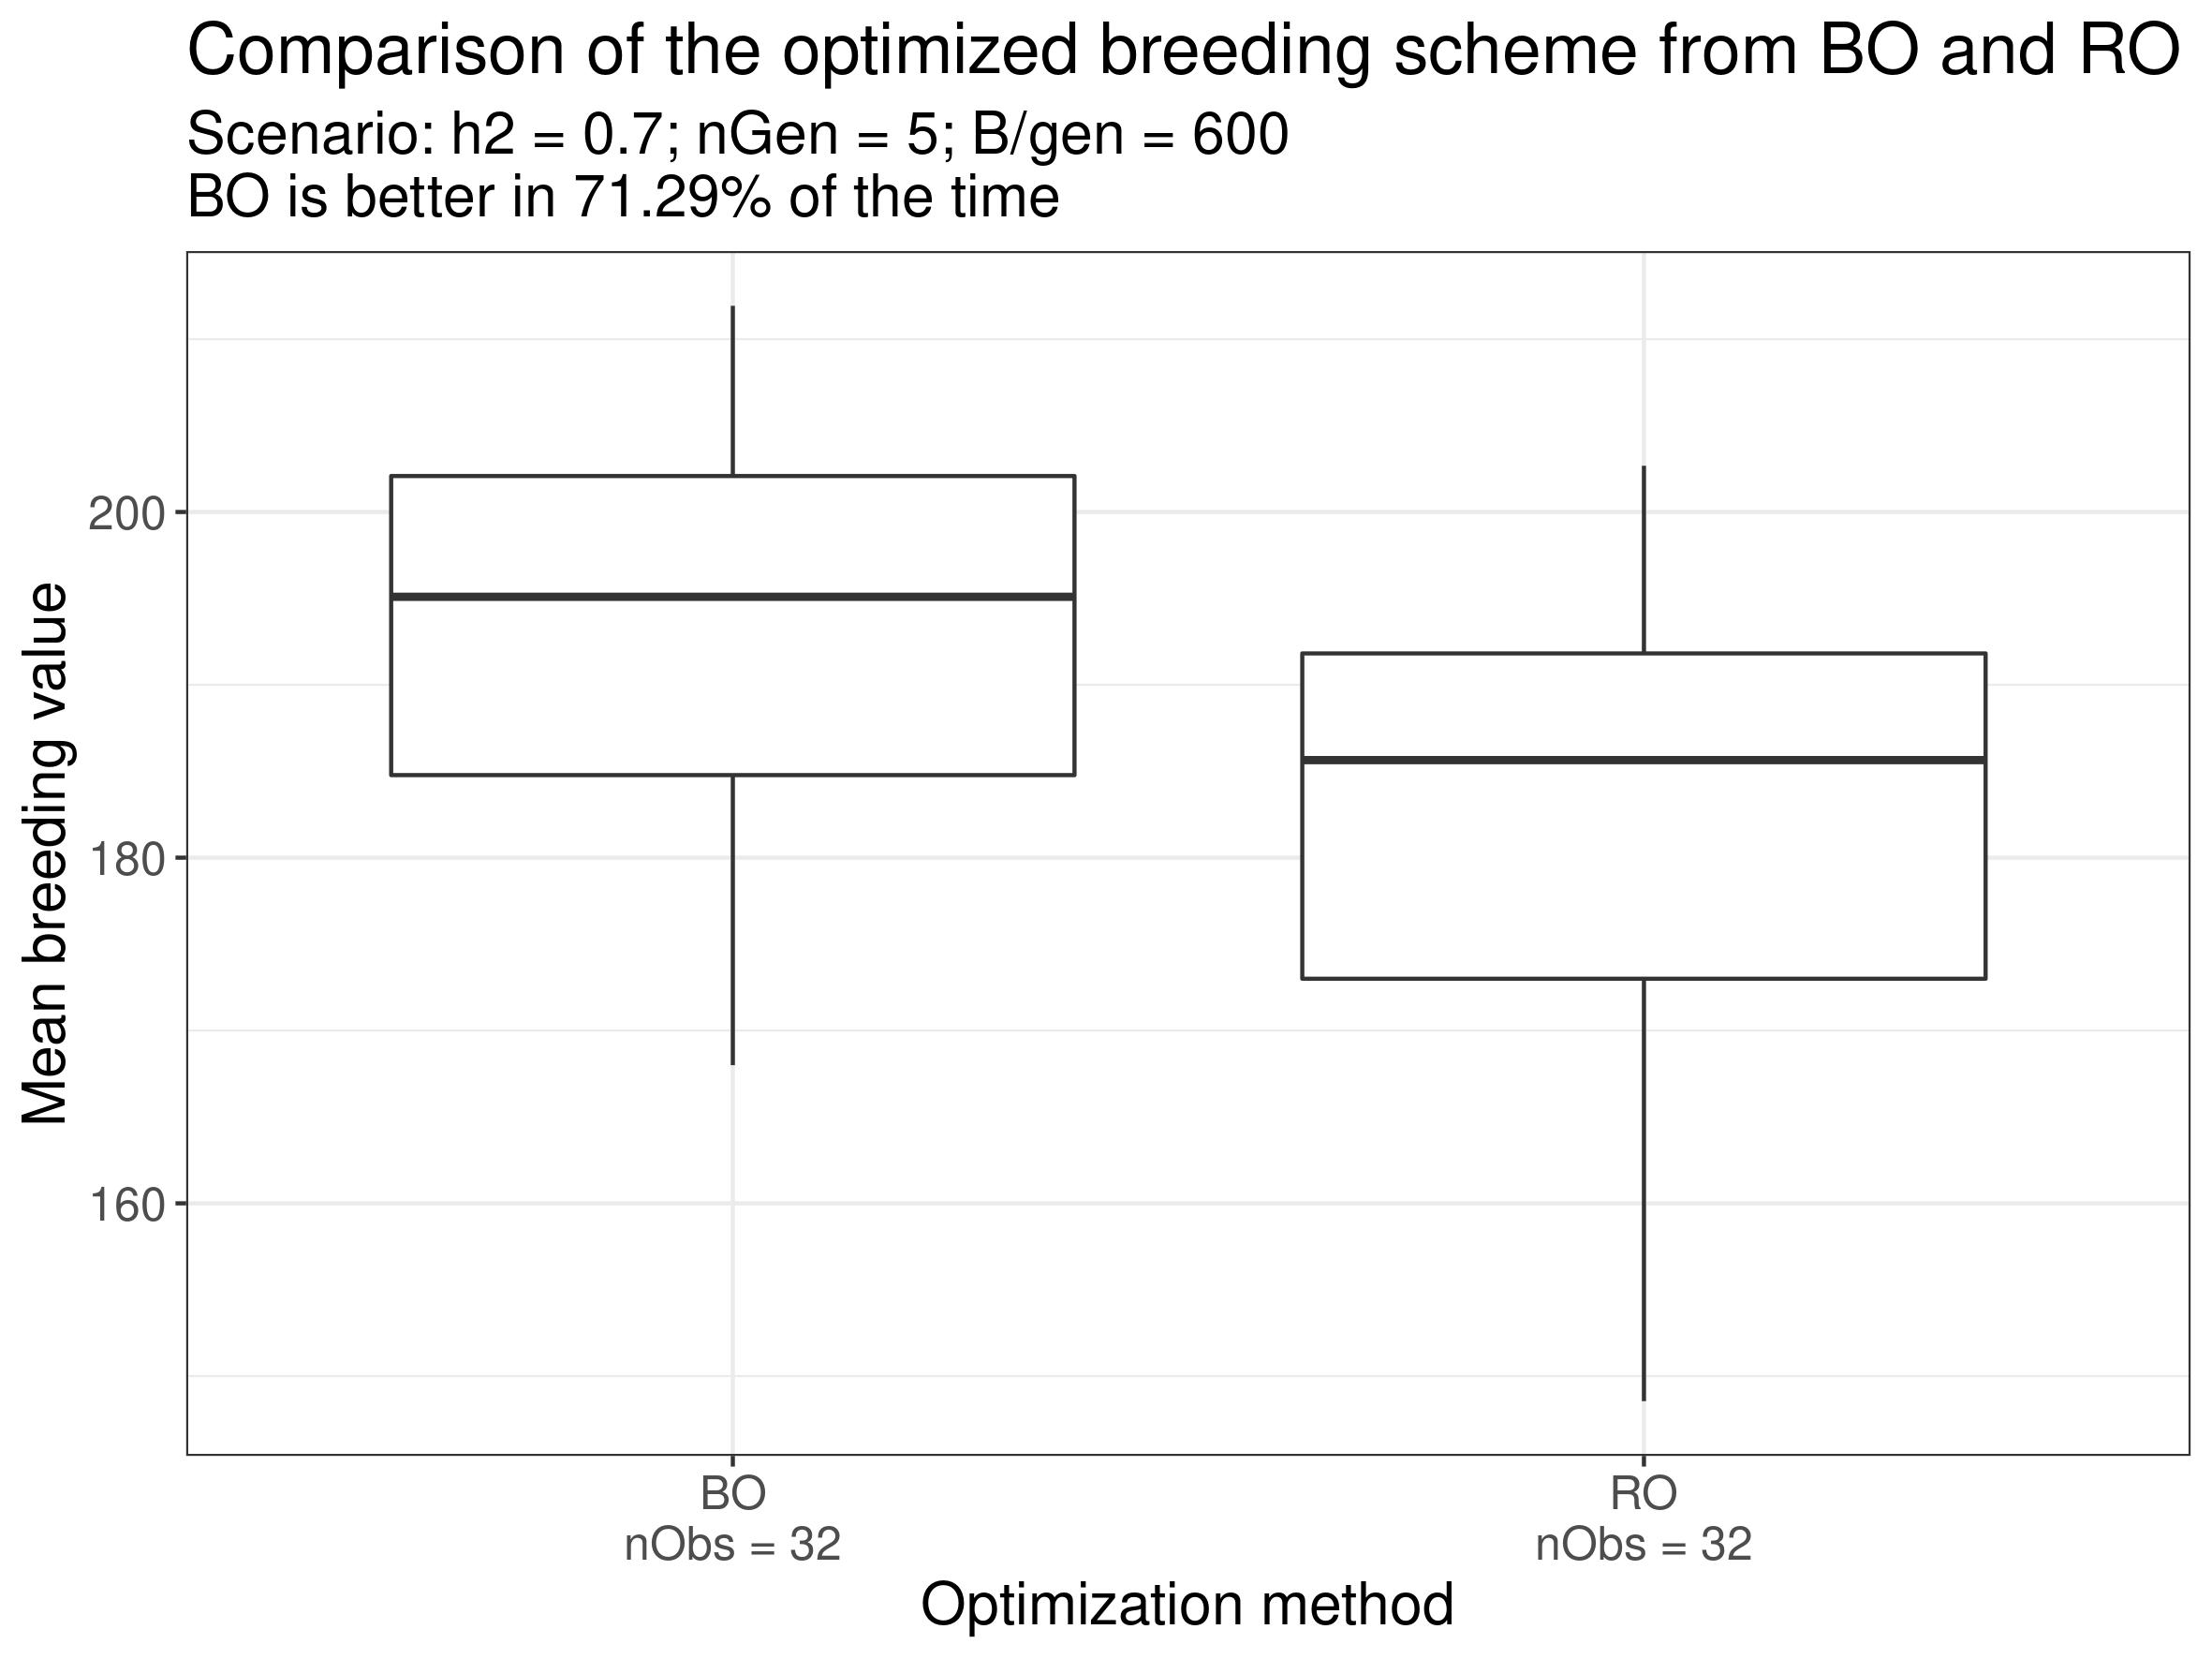 Comparison of the optimized breeding scheme from BO and RO
Scenario: h2 = 0.7; nGen = 5; B/gen = 600
BO is better in 71.29% of the time
Mean breeding value
200
180
160
BO
nObs = 32
RO
nObs = 32
Optimization method